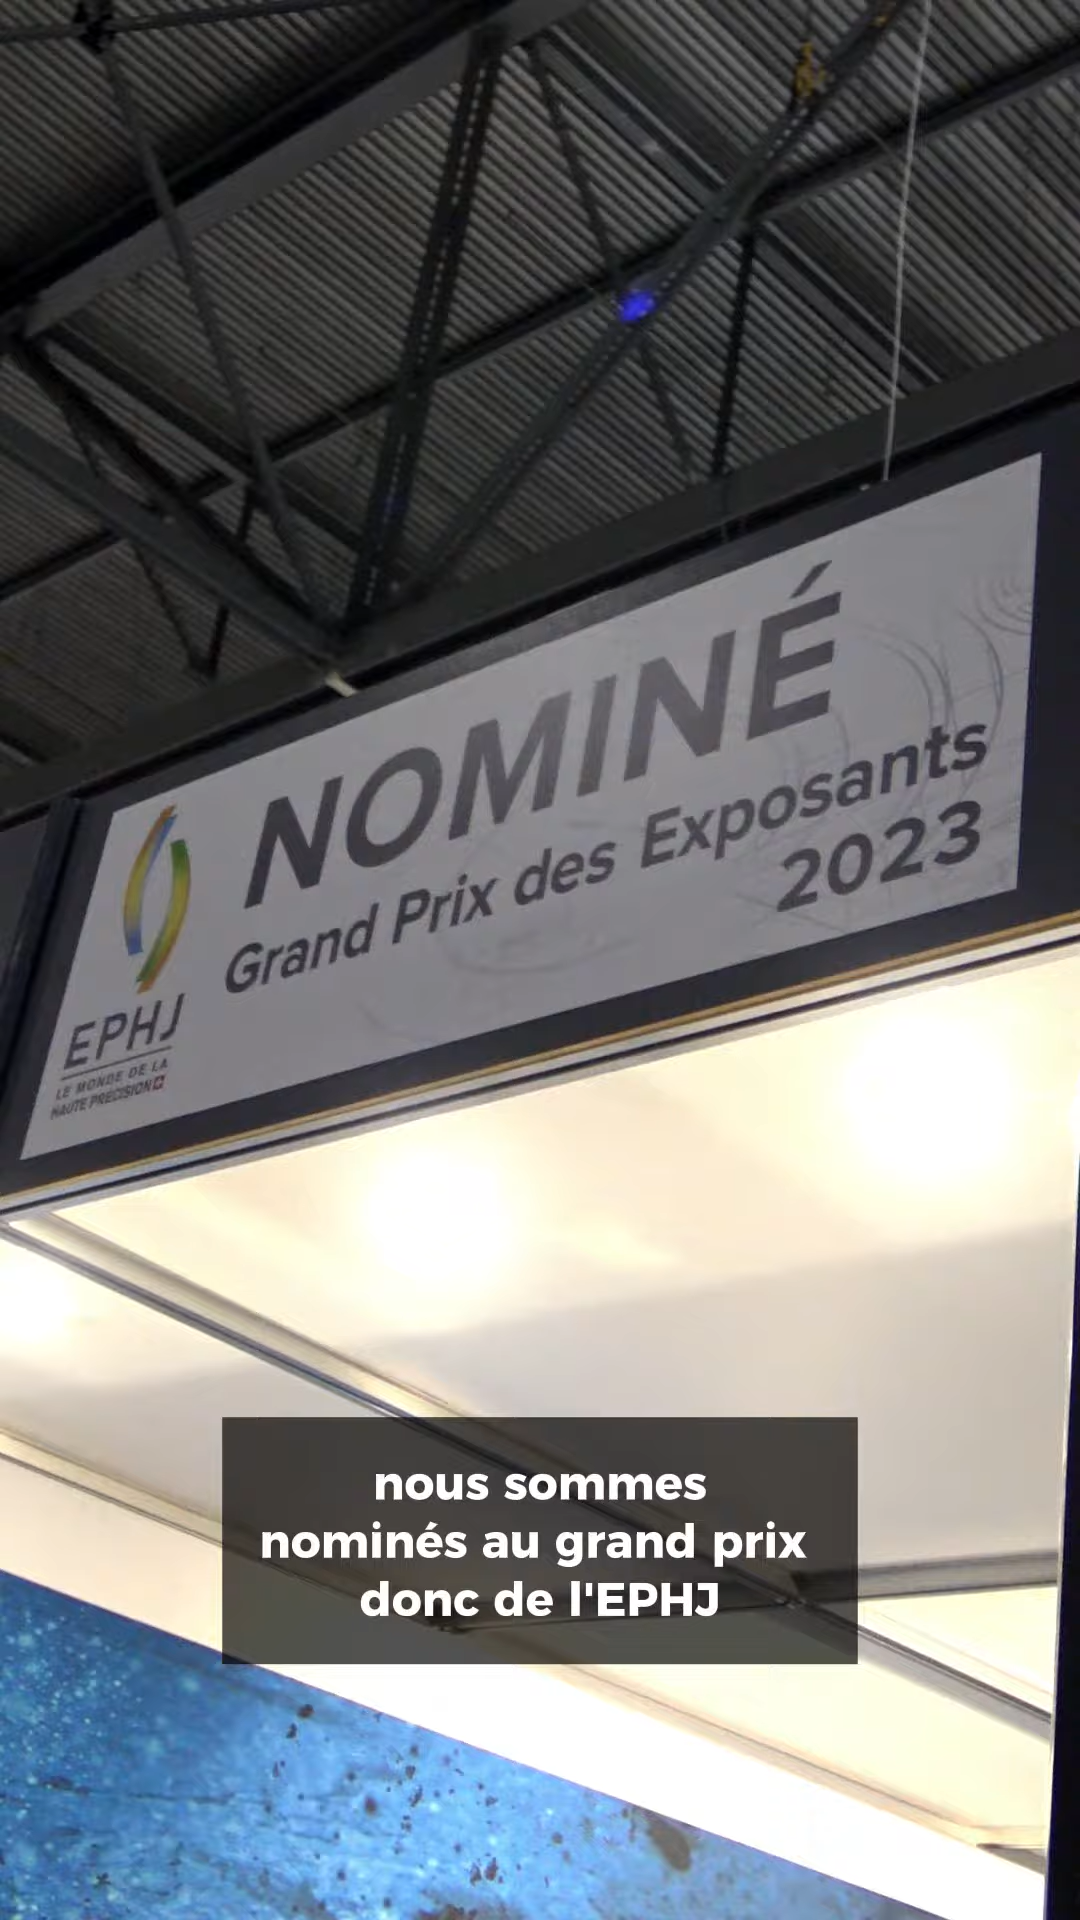 NOMINÉ
Grand Prix des Exposants
2023
EPHJ
LE MONDE DE LA
HAUTE PRÉCISION
nous sommes
nominés au grand prix
donc de l'EPHJ